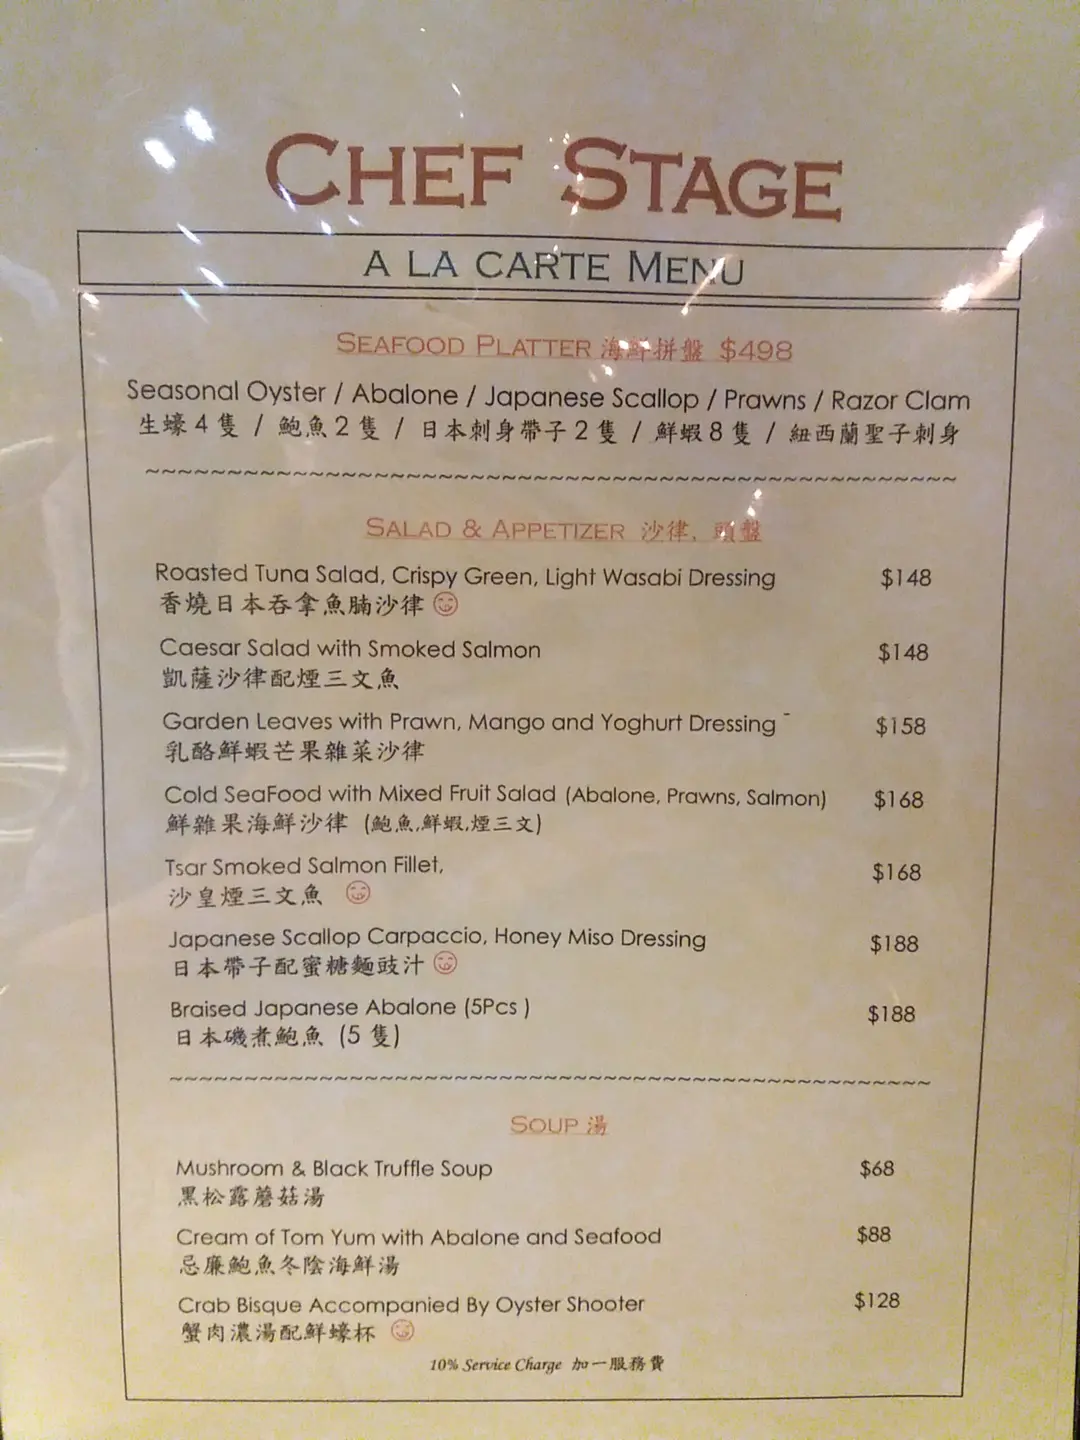 CHEF STAGE
A LA CARTE MENU
SEAFOOD PLATTER 海鮮拼盤 $498
Seasonal Oyster / Abalone / Japanese Scallop / Prawns / Razor Clam
生蠔4隻 / 鮑魚2隻 / 日本刺身帶子2隻 / 鮮蝦8隻 / 紐西蘭聖子刺身
~~~~~~~~~~~~~~~~~~~~~~~~~~~~~~~~~~~~~~~~~~~~~~~~~~
SALAD & APPETIZER 沙律, 頭盤
Roasted Tuna Salad, Crispy Green, Light Wasabi Dressing $148
香燒日本吞拿魚腩沙律
Caesar Salad with Smoked Salmon $148
凱薩沙律配煙三文魚
Garden Leaves with Prawn, Mango and Yoghurt Dressing $158
乳酪鮮蝦芒果雜菜沙律
Cold SeaFood with Mixed Fruit Salad (Abalone, Prawns, Salmon) $168
鮮雜果海鮮沙律 (鮑魚,鮮蝦,煙三文)
Tsar Smoked Salmon Fillet, $168
沙皇煙三文魚
Japanese Scallop Carpaccio, Honey Miso Dressing $188
日本帶子配蜜糖麵豉汁
Braised Japanese Abalone (5Pcs ) $188
日本磯煮鮑魚 (5 隻)
~~~~~~~~~~~~~~~~~~~~~~~~~~~~~~~~~~~~~~~~~~~~~~~~~~
SOUP 湯
Mushroom & Black Truffle Soup $68
黑松露蘑菇湯
Cream of Tom Yum with Abalone and Seafood $88
忌廉鮑魚冬陰海鮮湯
Crab Bisque Accompanied By Oyster Shooter $128
蟹肉濃湯配鮮蠔杯
10% Service Charge 加一服務費